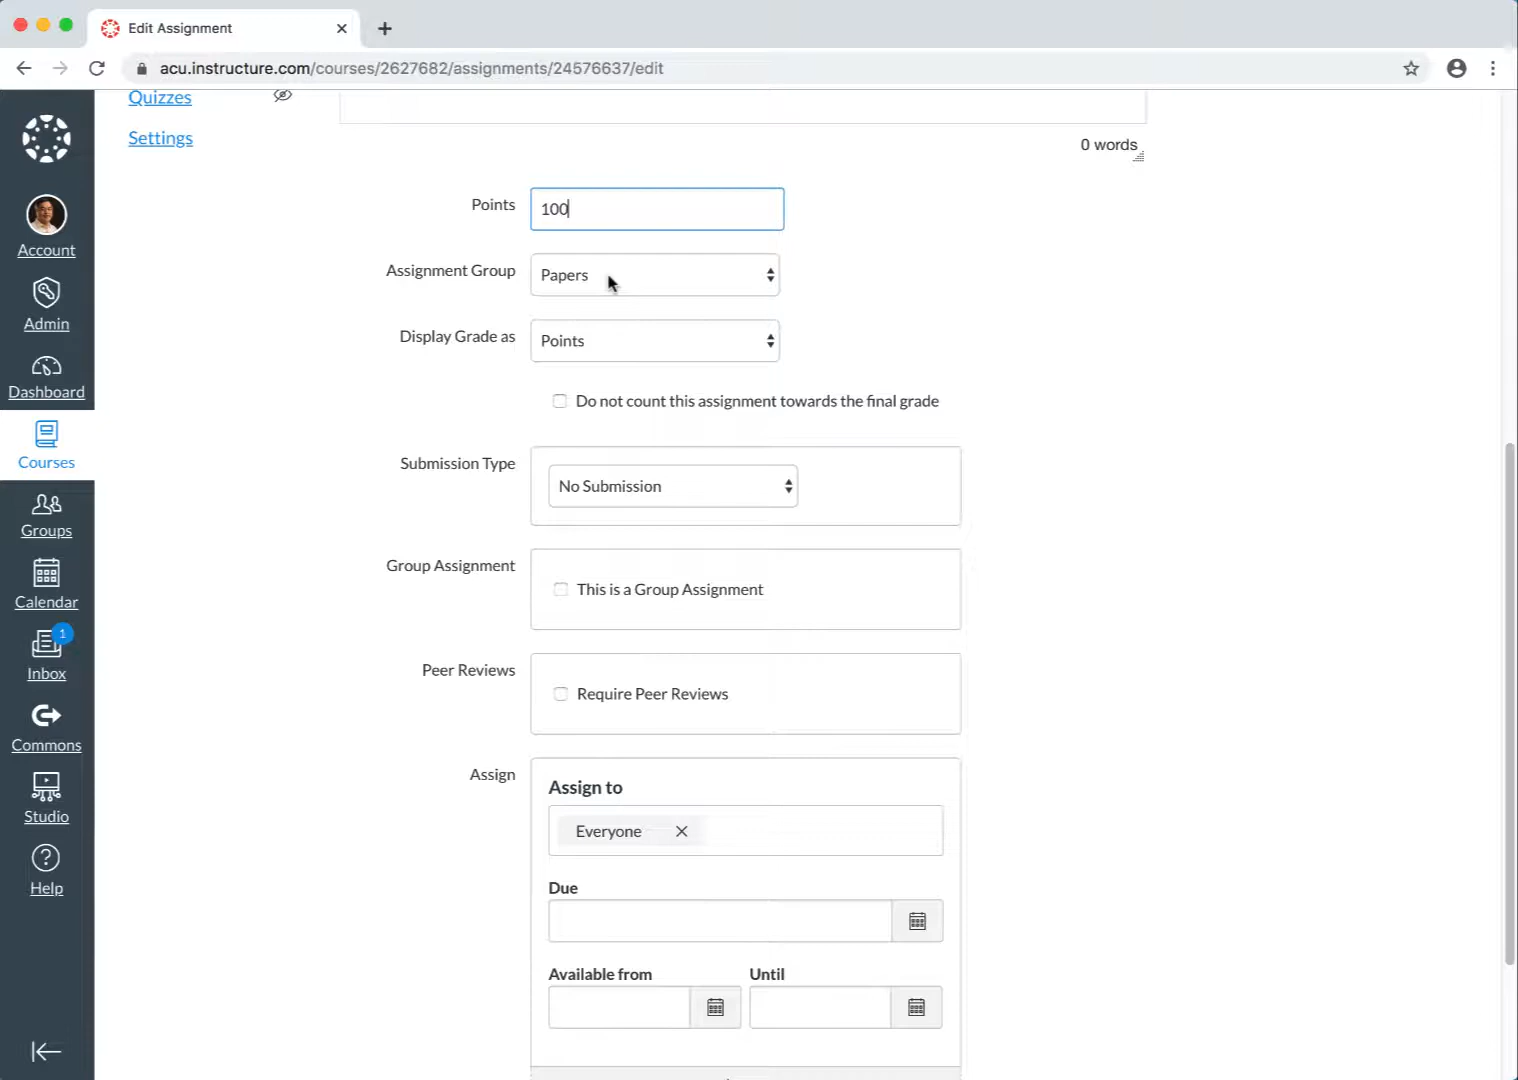 Edit Assignment
acu.instructure.com/courses/2627682/assignments/24576637/edit
Quizzes
Settings
0 words
Account
Admin
Dashboard
Courses
Groups
Calendar
1
Inbox
Commons
Studio
Help
Points
100
Assignment Group
Papers
Display Grade as
Points
Do not count this assignment towards the final grade
Submission Type
No Submission
Group Assignment
This is a Group Assignment
Peer Reviews
Require Peer Reviews
Assign
Assign to
Everyone
Due
Available from
Until